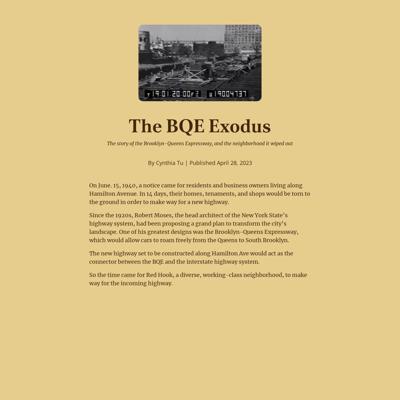 19:01:20:00F2 U19004737
The BQE Exodus
The story of the Brooklyn-Queens Expressway, and the neighborhood it wiped out
By Cynthia Tu | Published April 28, 2023
On June. 15, 1940, a notice came for residents and business owners living along
Hamilton Avenue. In 14 days, their homes, tenaments, and shops would be torn to
the ground in order to make way for a new highway.
Since the 1920s, Robert Moses, the head architect of the New York State's
highway system, had been proposing a grand plan to transform the city's
landscape. One of his greatest designs was the Brooklyn-Queens Expressway,
which would allow cars to roam freely from the Queens to South Brooklyn.
The new highway set to be constructed along Hamilton Ave would act as the
connector between the BQE and the interstate highway system.
So the time came for Red Hook, a diverse, working-class neighborhood, to make
way for the incoming highway.